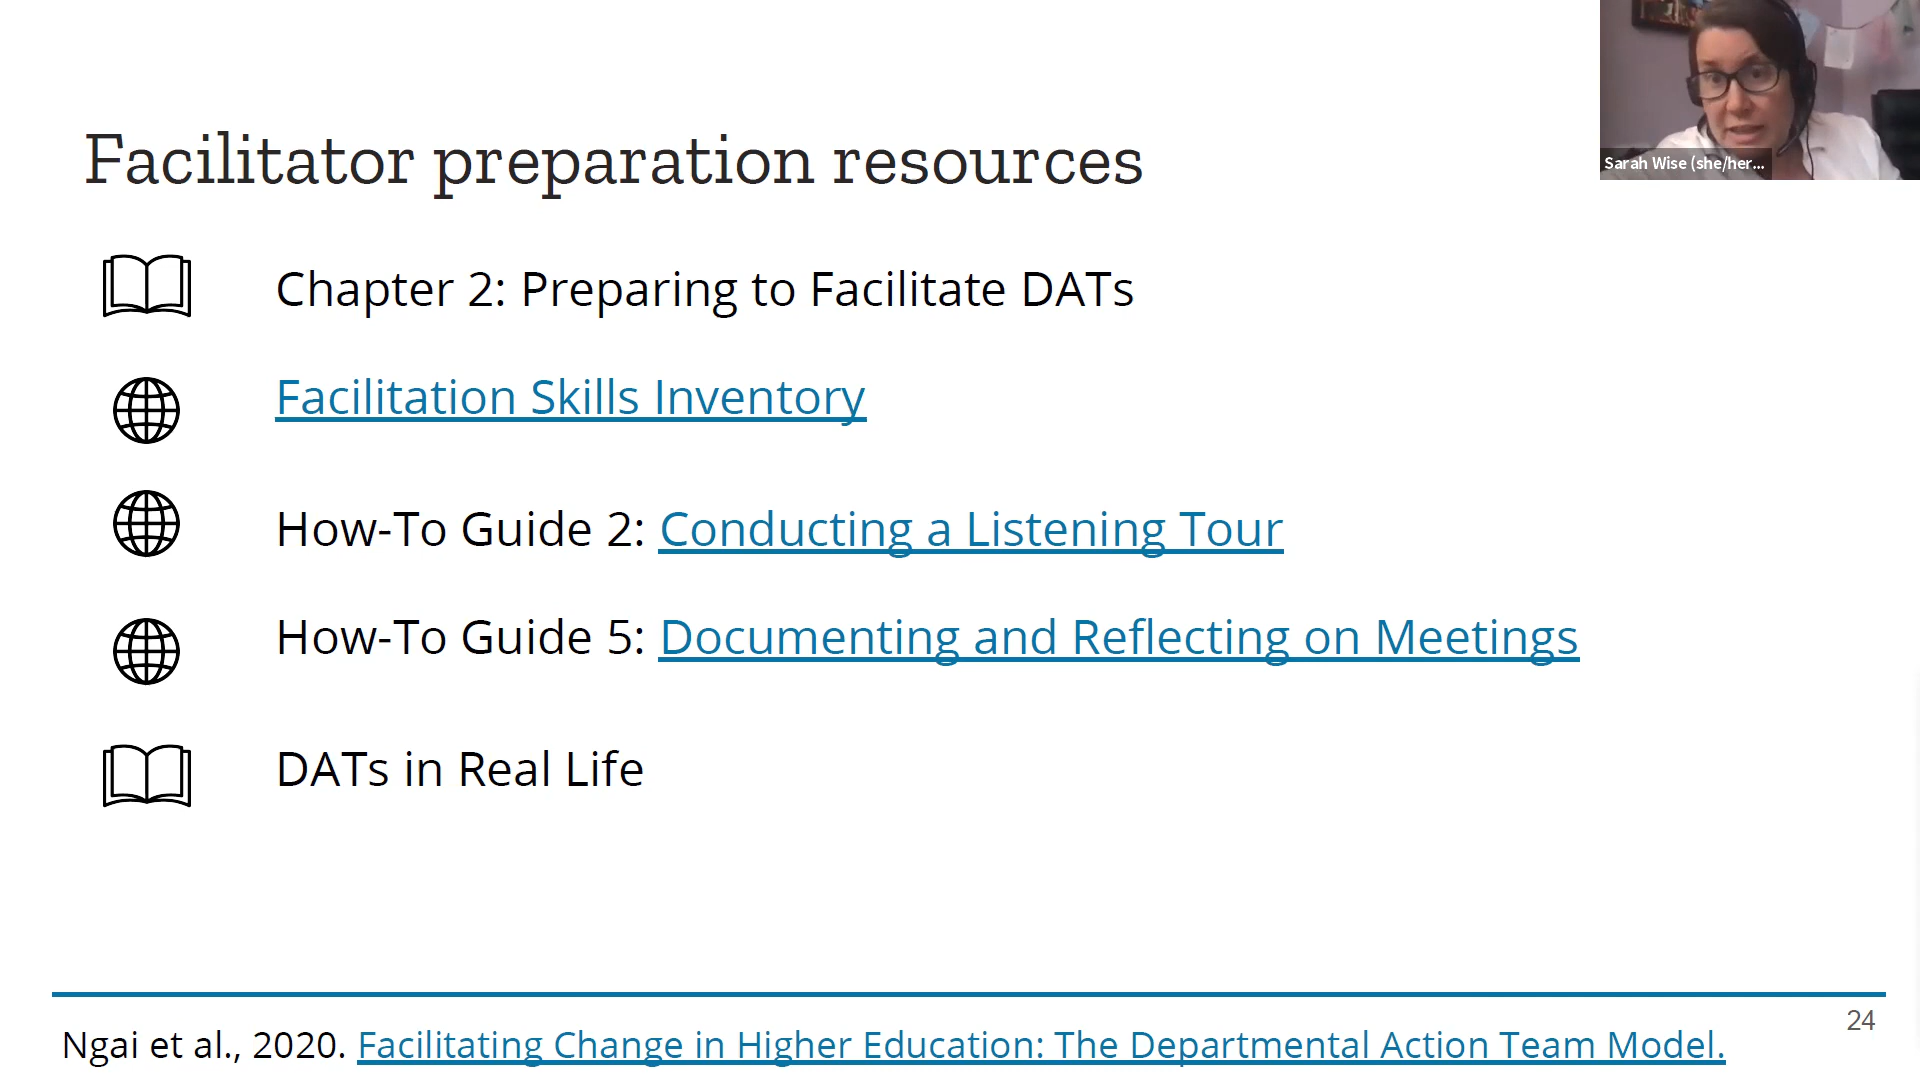 Sarah Wise (she/her...
Facilitator preparation resources
Chapter 2: Preparing to Facilitate DATs
Facilitation Skills Inventory
How-To Guide 2: Conducting a Listening Tour
How-To Guide 5: Documenting and Reflecting on Meetings
DATs in Real Life
24
Ngai et al., 2020. Facilitating Change in Higher Education: The Departmental Action Team Model.